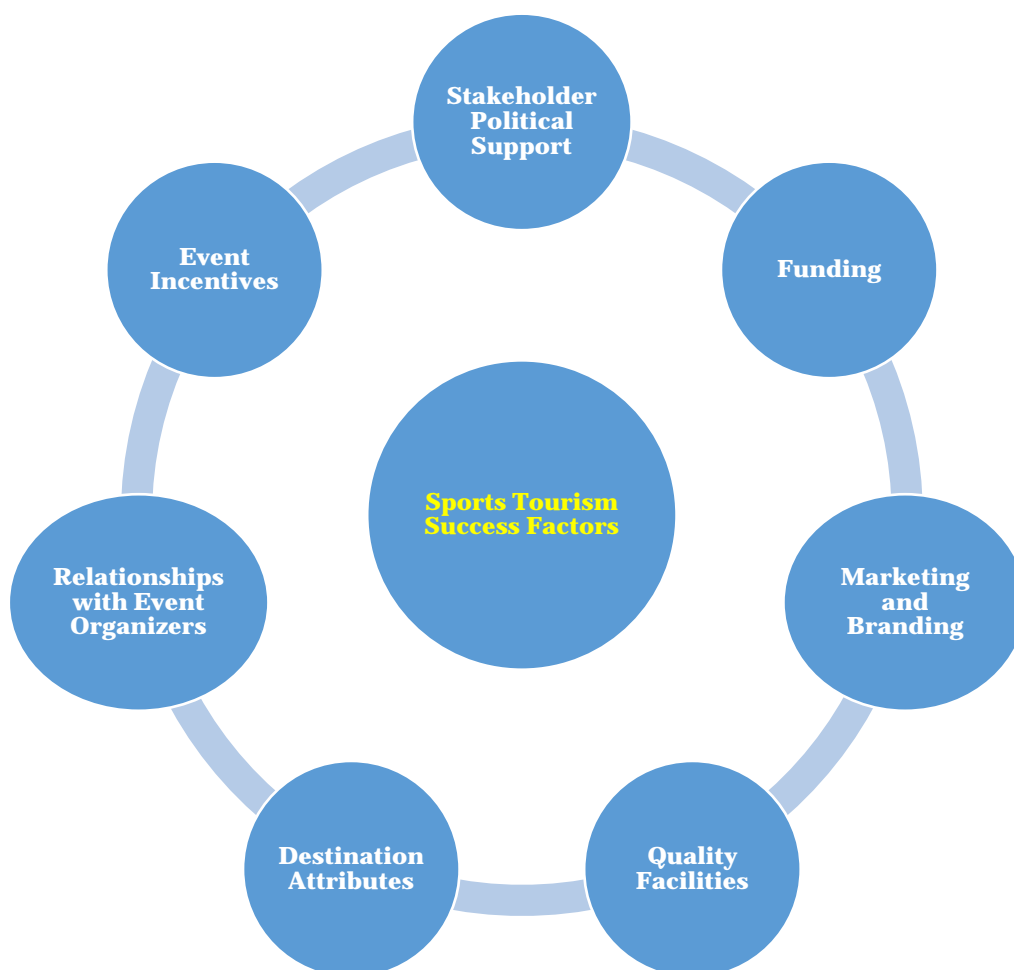 Stakeholder
Political
Support
Funding
Marketing
and
Branding
Quality
Facilities
Destination
Attributes
Relationships
with Event
Organizers
Event
Incentives
Sports Tourism
Success Factors